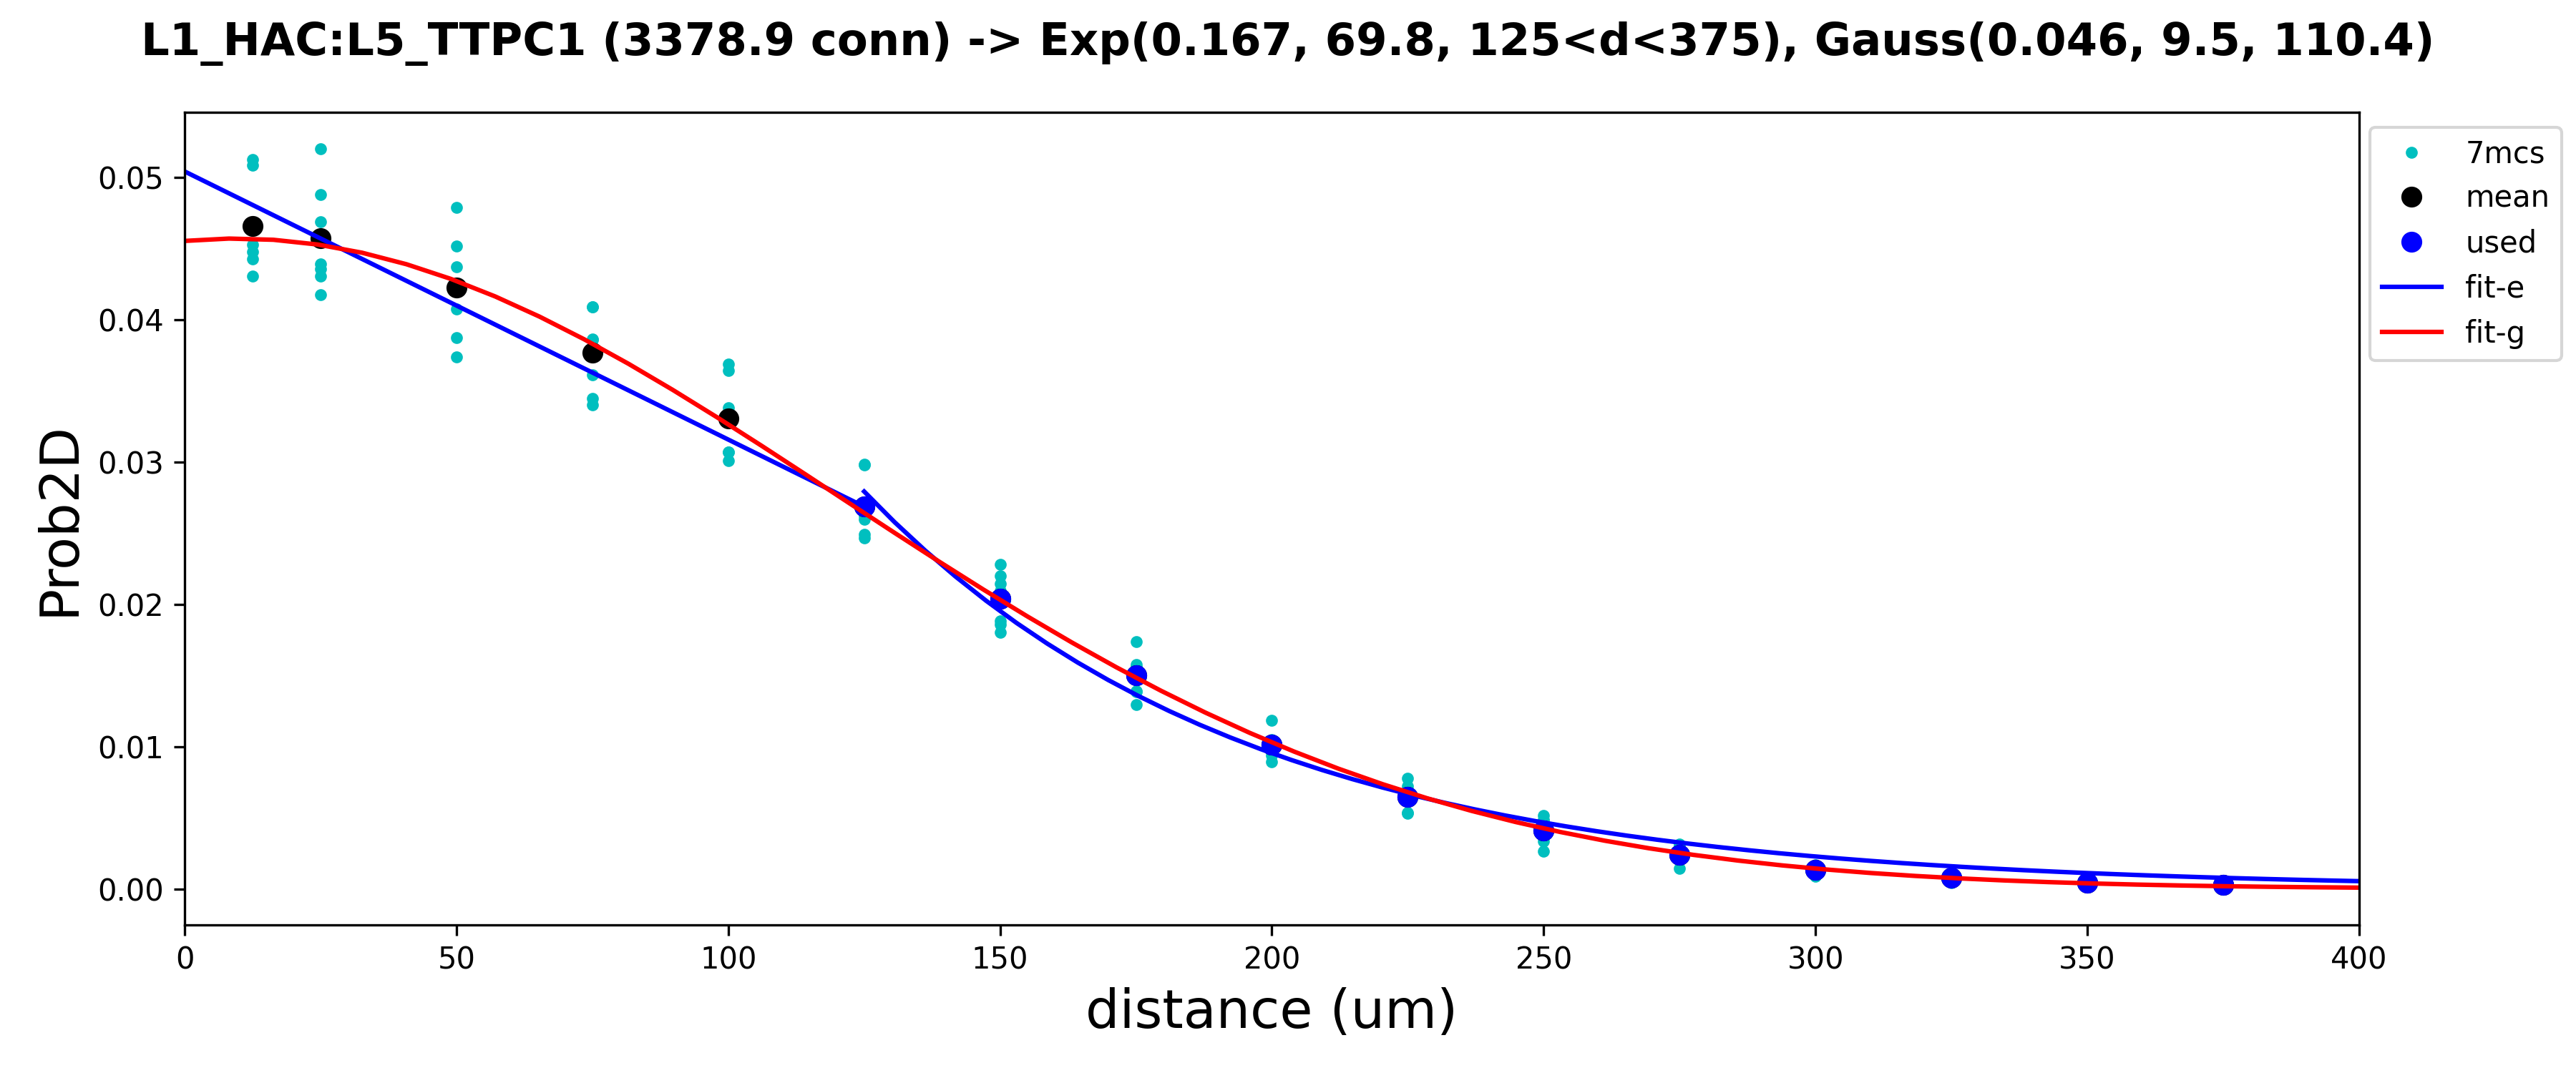 L1_HAC:L5_TTPC1 (3378.9 conn) -> Exp(0.167, 69.8, 125<d<375), Gauss(0.046, 9.5, 110.4)
7mcs
mean
used
fit-e
fit-g
Prob2D
0.05
0.04
0.03
0.02
0.01
0.00
0 50 100 150 200 250 300 350 400
distance (um)